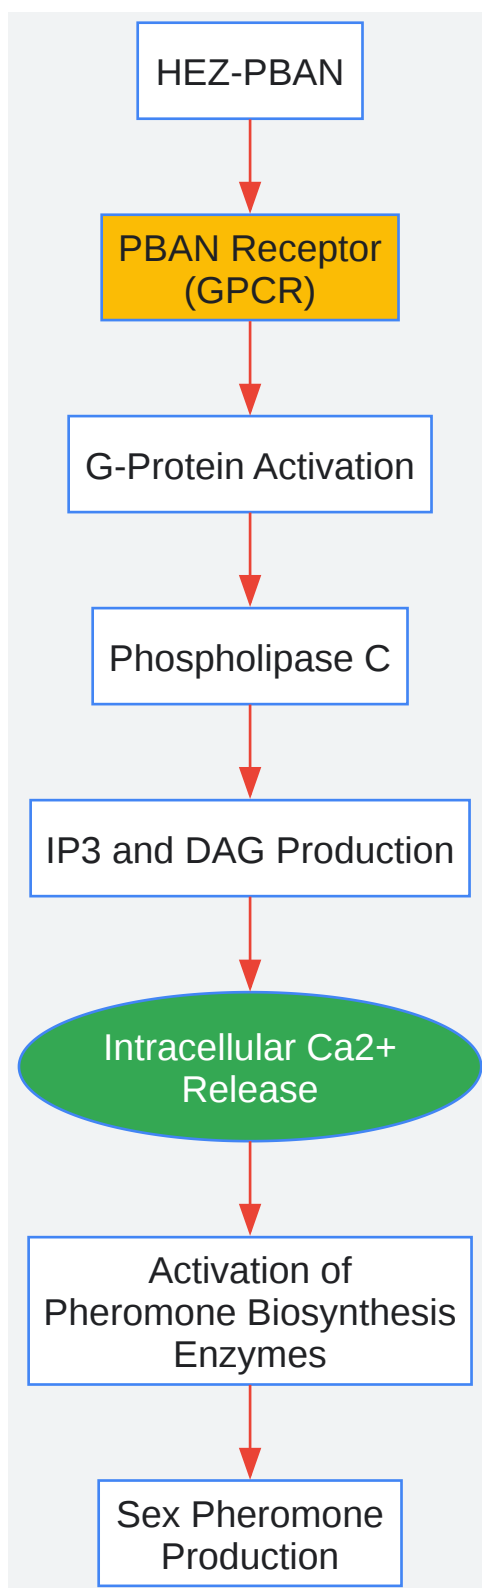 HEZ-PBAN
PBAN Receptor
(GPCR)
G-Protein Activation
Phospholipase C
IP3 and DAG Production
Intracellular Ca2+
Release
Activation of
Pheromone Biosynthesis
Enzymes
Sex Pheromone
Production